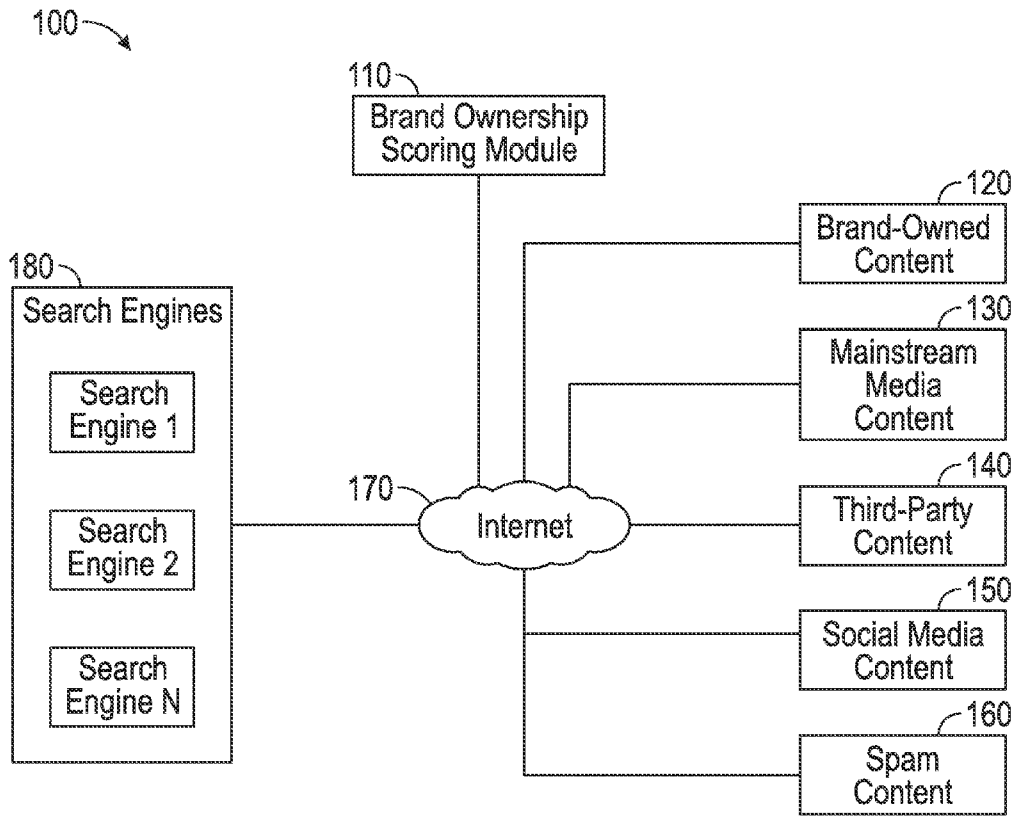 100
110
Brand Ownership
Scoring Module
120
Brand-Owned
Content
180
Search Engines
130
Mainstream
Media
Content
Search
Engine 1
140
Third-Party
Content
170
Internet
Search
Engine 2
150
Social Media
Content
Search
Engine N
160
Spam
Content